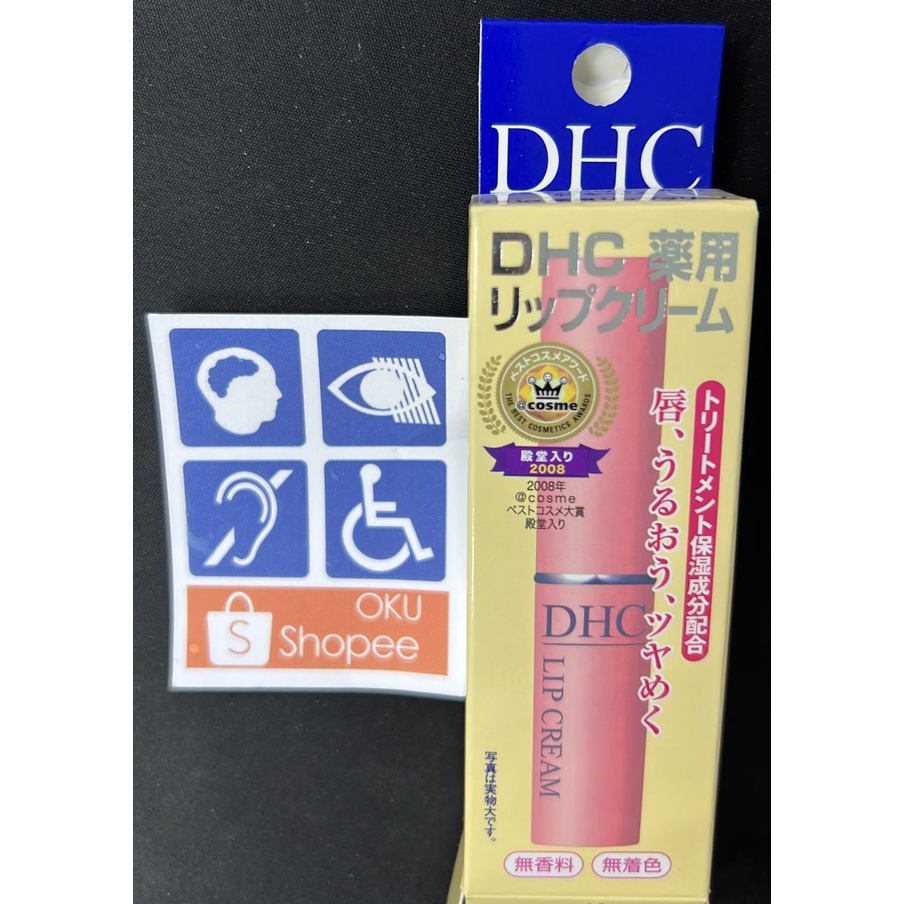 DHC
DHC 薬用
リップクリーム
ベストコスメアワード
@cosme
THE BEST COSMETICS AWARDS
殿堂入り
2008
2008年
@cosme
ベストコスメ大賞
殿堂入り
トリートメント保湿成分配合
唇、うるおう、ツヤめく
DHC
LIP CREAM
写真は実物大です。
無香料
無着色
OKU
S Shopee